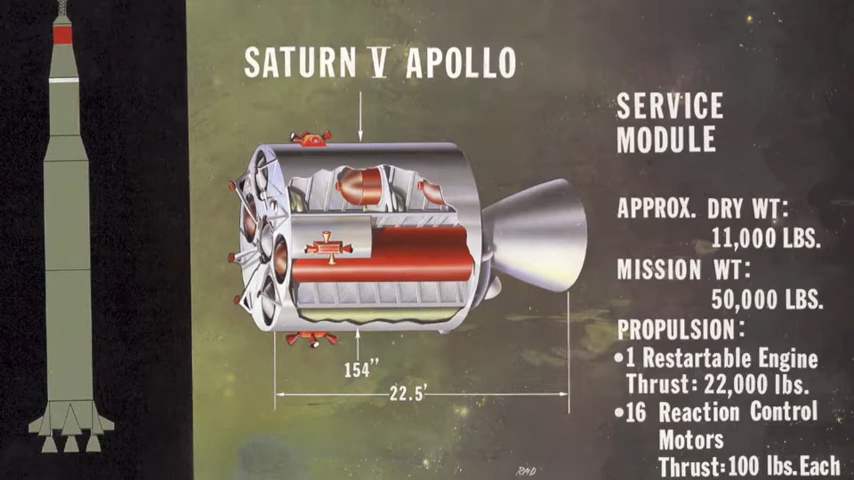 SATURN V APOLLO
SERVICE
MODULE
APPROX. DRY WT:
11,000 LBS.
MISSION WT:
50,000 LBS.
PROPULSION:
•1 Restartable Engine
Thrust: 22,000 lbs.
•16 Reaction Control
Motors
Thrust: 100 lbs. Each
154"
22.5'